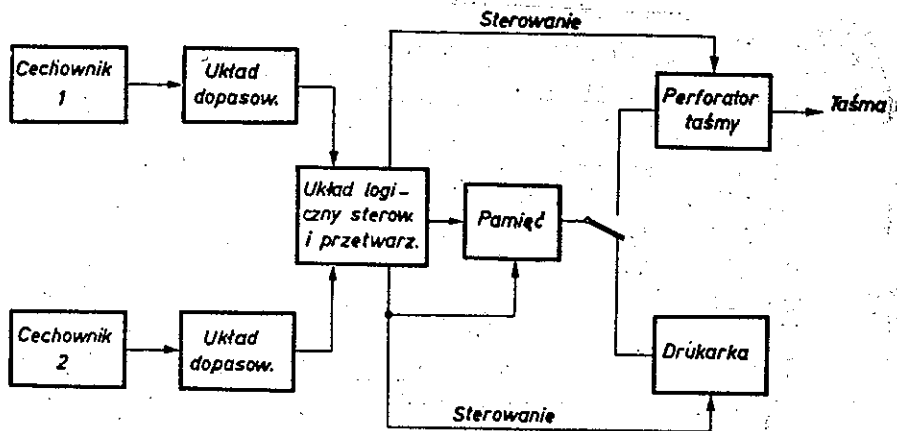 Sterowanie
Cechownik
1
Układ
dopasow.
Perforator
taśmy
Taśma
Układ logi-
czny sterow.
i przetwarz.
Pamięć
Cechownik
2
Układ
dopasow.
Drukarka
Sterowanie